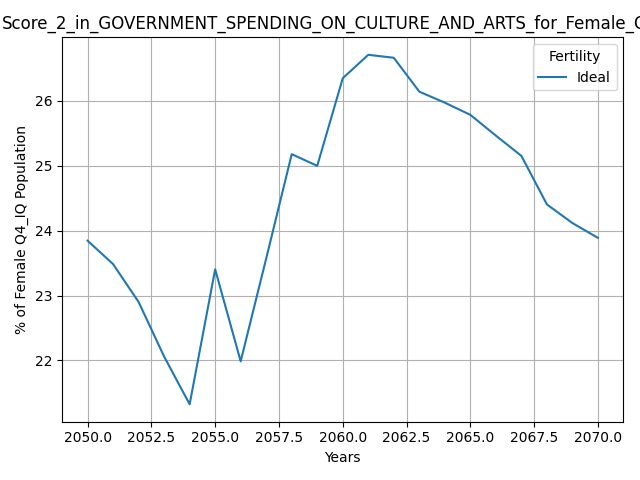 Score_2_in_GOVERNMENT_SPENDING_ON_CULTURE_AND_ARTS_for_Female_
Fertility
Ideal
% of Female Q4_IQ Population
26
25
24
23
22
2050.0 2052.5 2055.0 2057.5 2060.0 2062.5 2065.0 2067.5 2070.0
Years